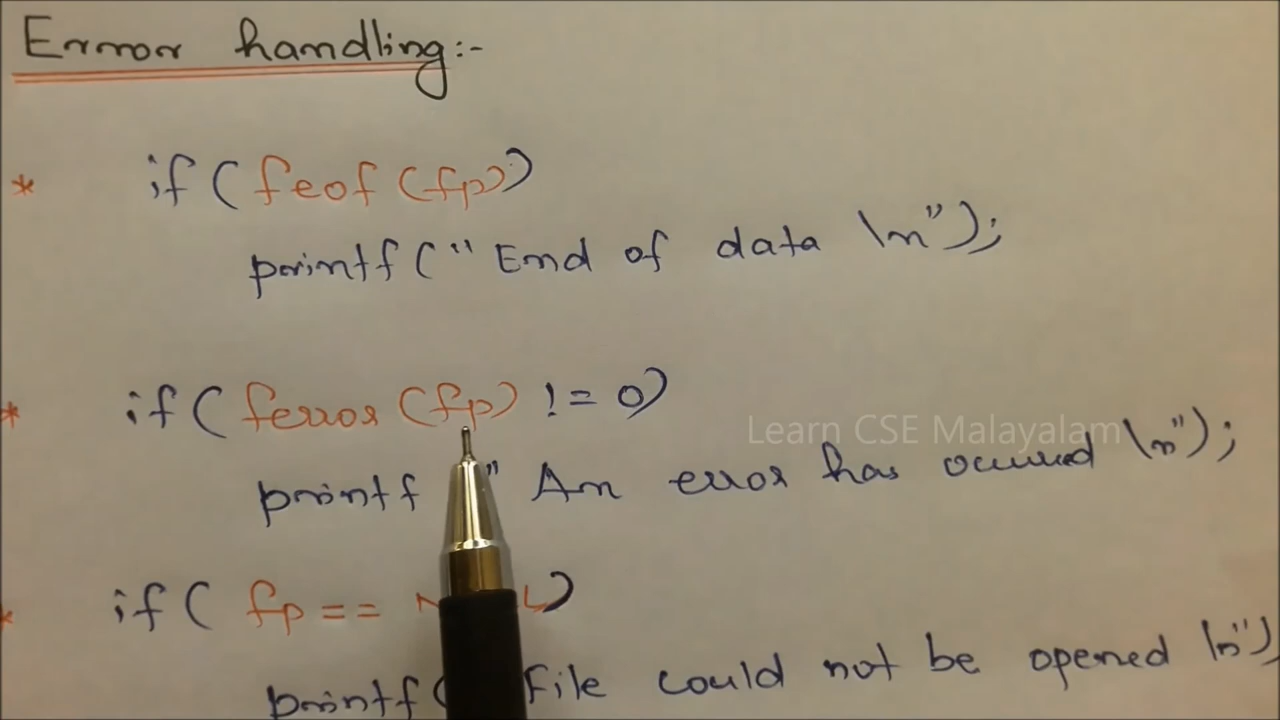 Error handling:-
* if ( feof (fp))
printf ( " End of data \n");
* if ( ferror (fp) != 0)
Learn CSE Malayalam
printf " An error has occurred \n");
* if ( fp ==
printf ( File could not be opened \n")